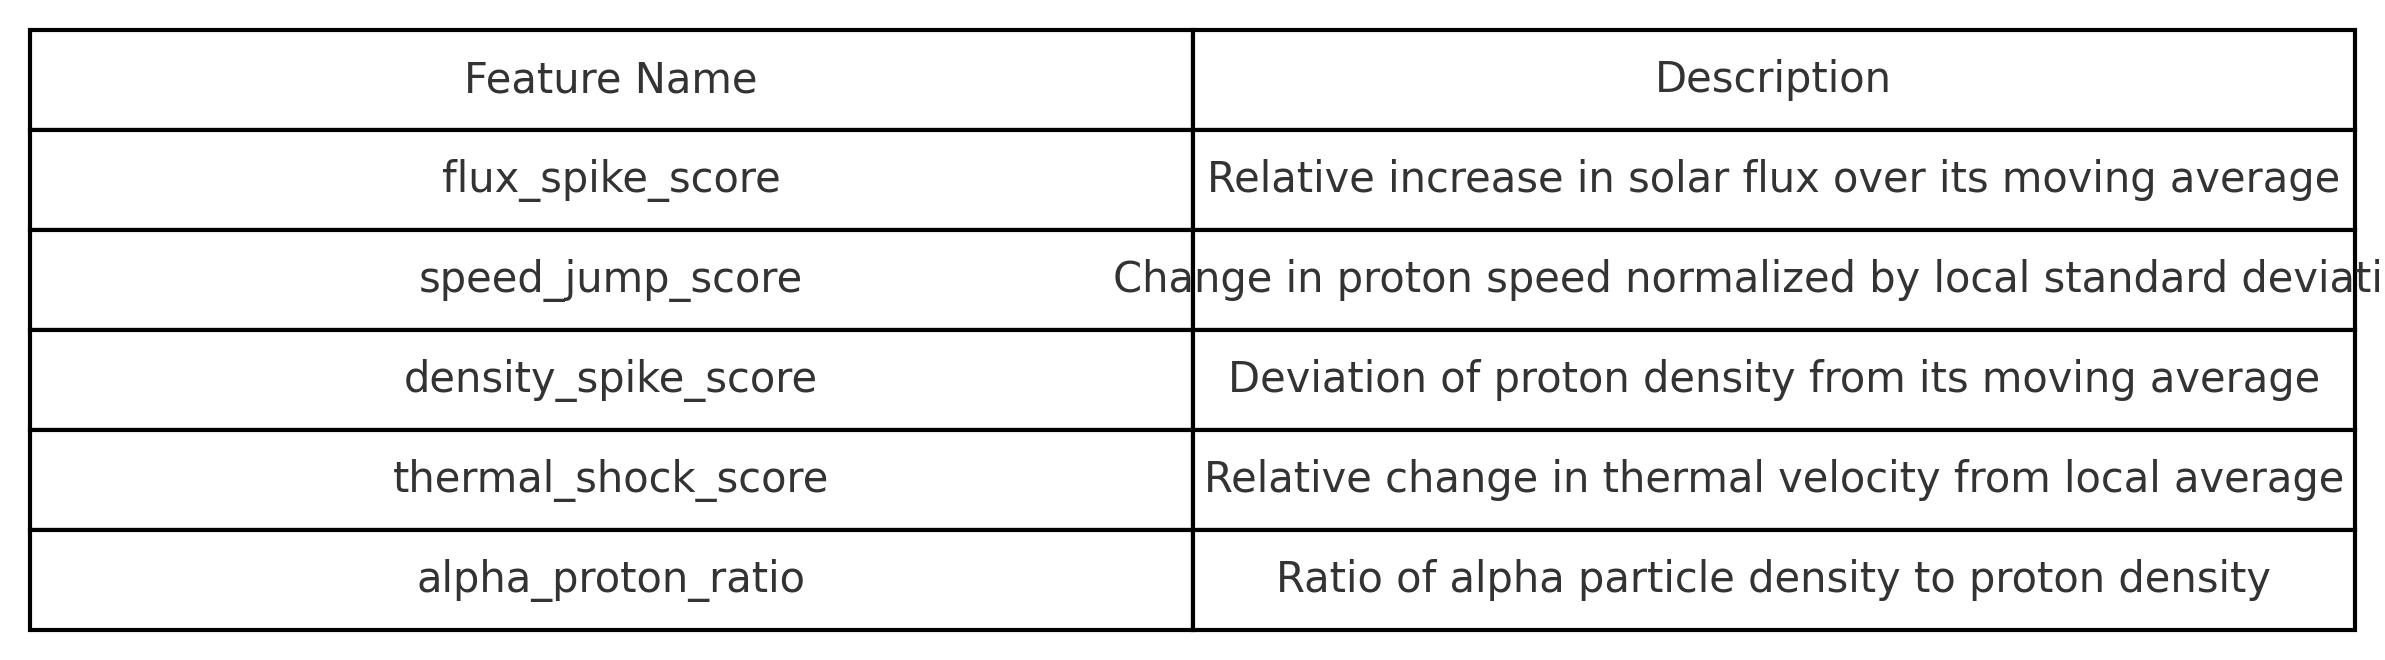 Feature Name Description
flux_spike_score Relative increase in solar flux over its moving average
speed_jump_score Change in proton speed normalized by local standard deviati
density_spike_score Deviation of proton density from its moving average
thermal_shock_score Relative change in thermal velocity from local average
alpha_proton_ratio Ratio of alpha particle density to proton density